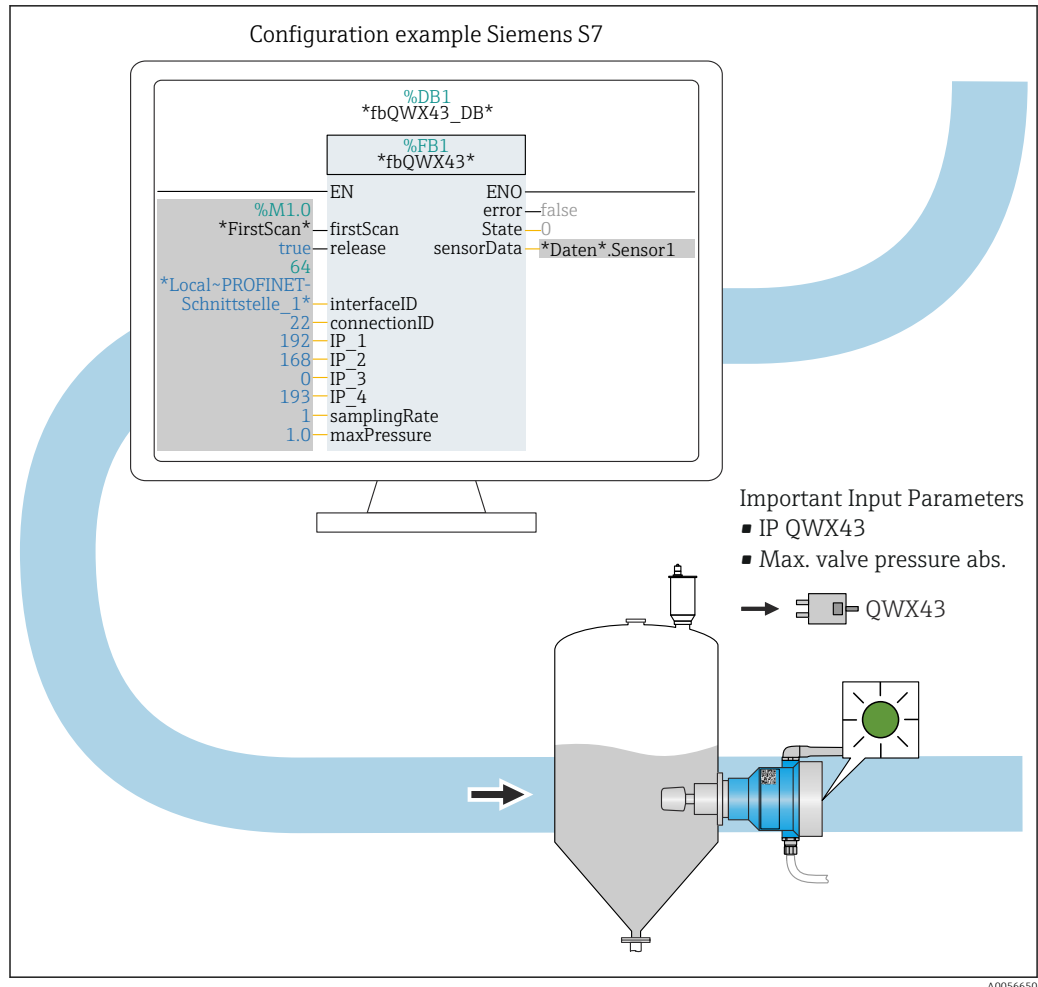 Configuration example Siemens S7
%DB1
*fbQWX43_DB*
%FB1
*fbQWX43*
EN ENO
%M1.0 error false
*FirstScan* firstScan State 0
true release sensorData *Daten*.Sensor1
64
*Local~PROFINET-
Schnittstelle_1* interfaceID
22 connectionID
192 IP_1
168 IP_2
0 IP_3
193 IP_4
1 samplingRate
1.0 maxPressure
Important Input Parameters
▪ IP QWX43
▪ Max. valve pressure abs.
QWX43
A0056650